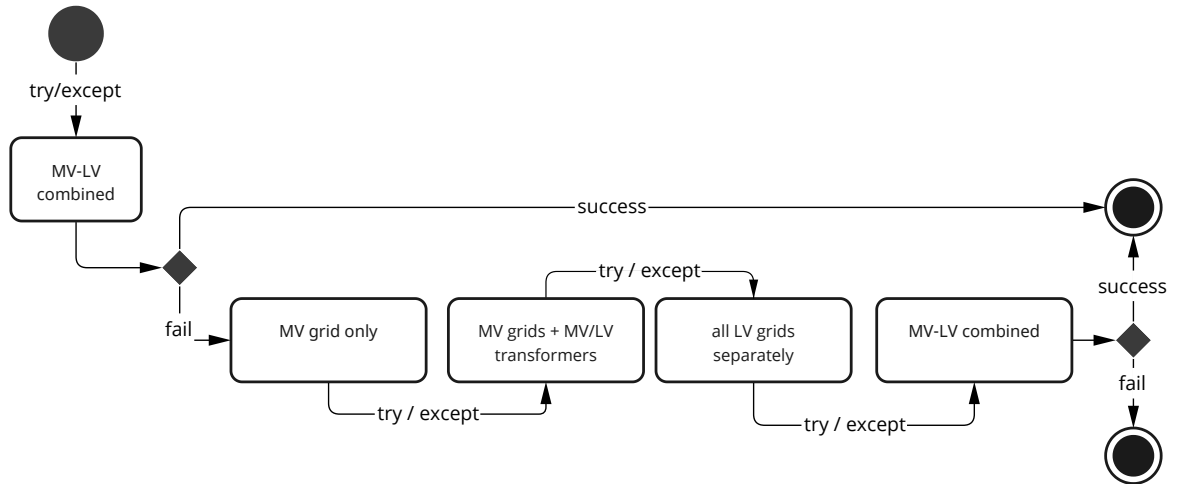 try/except
MV-LV
combined
success
fail
MV grid only
try / except
MV grids + MV/LV
transformers
try / except
all LV grids
separately
try / except
MV-LV combined
success
fail